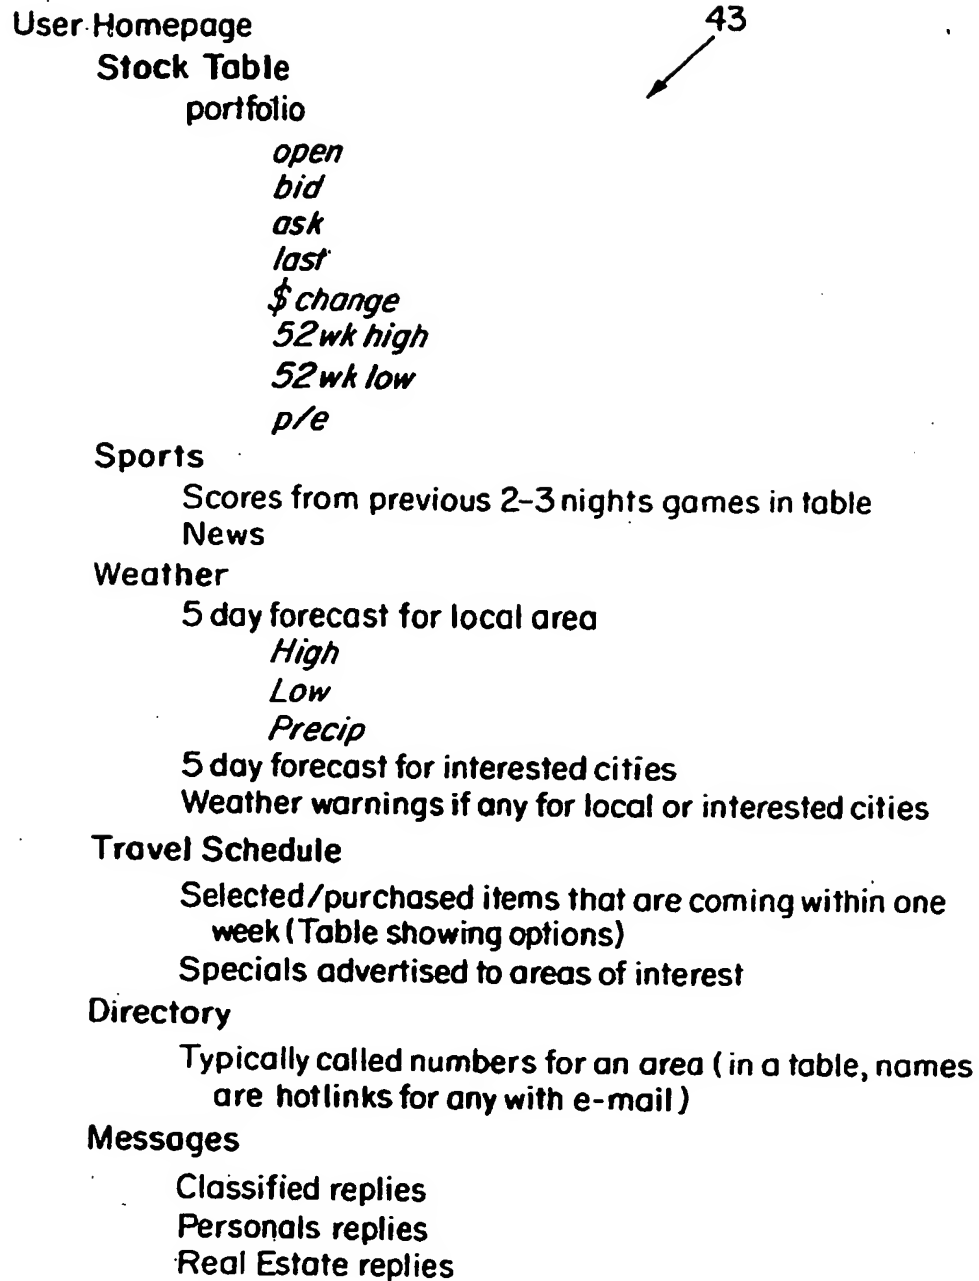 User Homepage
43
Stock Table
portfolio
open
bid
ask
last
$ change
52wk high
52wk low
p/e
Sports
Scores from previous 2-3 nights games in table
News
Weather
5 day forecast for local area
High
Low
Precip
5 day forecast for interested cities
Weather warnings if any for local or interested cities
Travel Schedule
Selected/purchased items that are coming within one
week (Table showing options)
Specials advertised to areas of interest
Directory
Typically called numbers for an area (in a table, names
are hotlinks for any with e-mail)
Messages
Classified replies
Personals replies
Real Estate replies